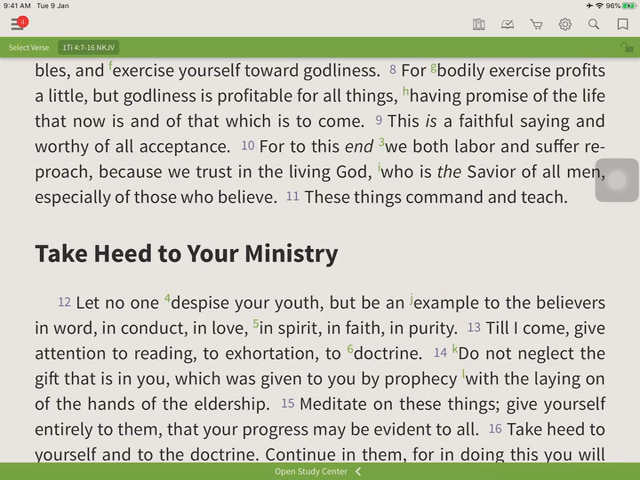 9:41 AM Tue 9 Jan
96%
4
Select Verse 1Ti 4:7-16 NKJV
bles, and fexercise yourself toward godliness. 8 For gbodily exercise profits
a little, but godliness is profitable for all things, hhaving promise of the life
that now is and of that which is to come. 9 This is a faithful saying and
worthy of all acceptance. 10 For to this end 3we both labor and suffer re-
proach, because we trust in the living God, iwho is the Savior of all men,
especially of those who believe. 11 These things command and teach.
Take Heed to Your Ministry
12 Let no one 4despise your youth, but be an jexample to the believers
in word, in conduct, in love, 5in spirit, in faith, in purity. 13 Till I come, give
attention to reading, to exhortation, to 6doctrine. 14 kDo not neglect the
gift that is in you, which was given to you by prophecy lwith the laying on
of the hands of the eldership. 15 Meditate on these things; give yourself
entirely to them, that your progress may be evident to all. 16 Take heed to
yourself and to the doctrine. Continue in them, for in doing this you will
Open Study Center